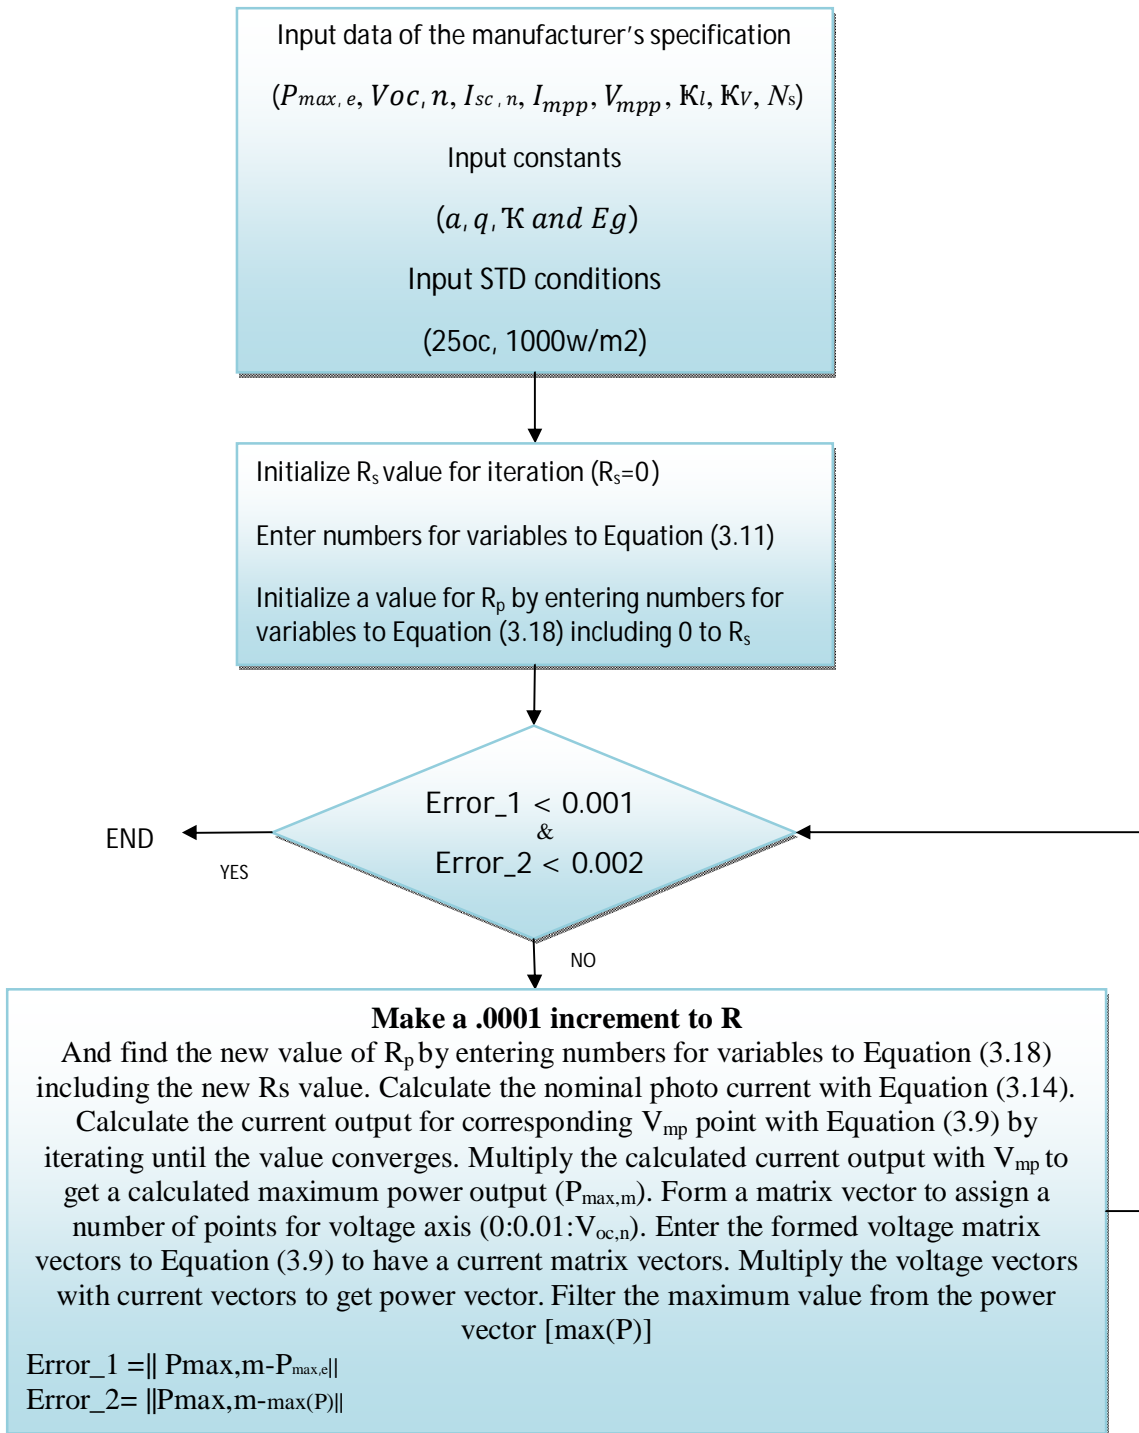 Input data of the manufacturer’s specification
(Pmax, e, Voc, n, Isc, n, Impp, Vmpp, ҜI, ҜV, Ns)
Input constants
(a, q, Ҡ and Eg)
Input STD conditions
(25oc, 1000w/m2)
Initialize Rs value for iteration (Rs=0)
Enter numbers for variables to Equation (3.11)
Initialize a value for Rp by entering numbers for
variables to Equation (3.18) including 0 to Rs
Error_1 < 0.001
&
Error_2 < 0.002
END
YES
NO
Make a .0001 increment to R
And find the new value of Rp by entering numbers for variables to Equation (3.18)
including the new Rs value. Calculate the nominal photo current with Equation (3.14).
Calculate the current output for corresponding Vmp point with Equation (3.9) by
iterating until the value converges. Multiply the calculated current output with Vmp to
get a calculated maximum power output (Pmax,m). Form a matrix vector to assign a
number of points for voltage axis (0:0.01:Voc,n). Enter the formed voltage matrix
vectors to Equation (3.9) to have a current matrix vectors. Multiply the voltage vectors
with current vectors to get power vector. Filter the maximum value from the power
vector [max(P)]
Error_1 =|| Pmax,m-Pmax,e||
Error_2= ||Pmax,m-max(P)||